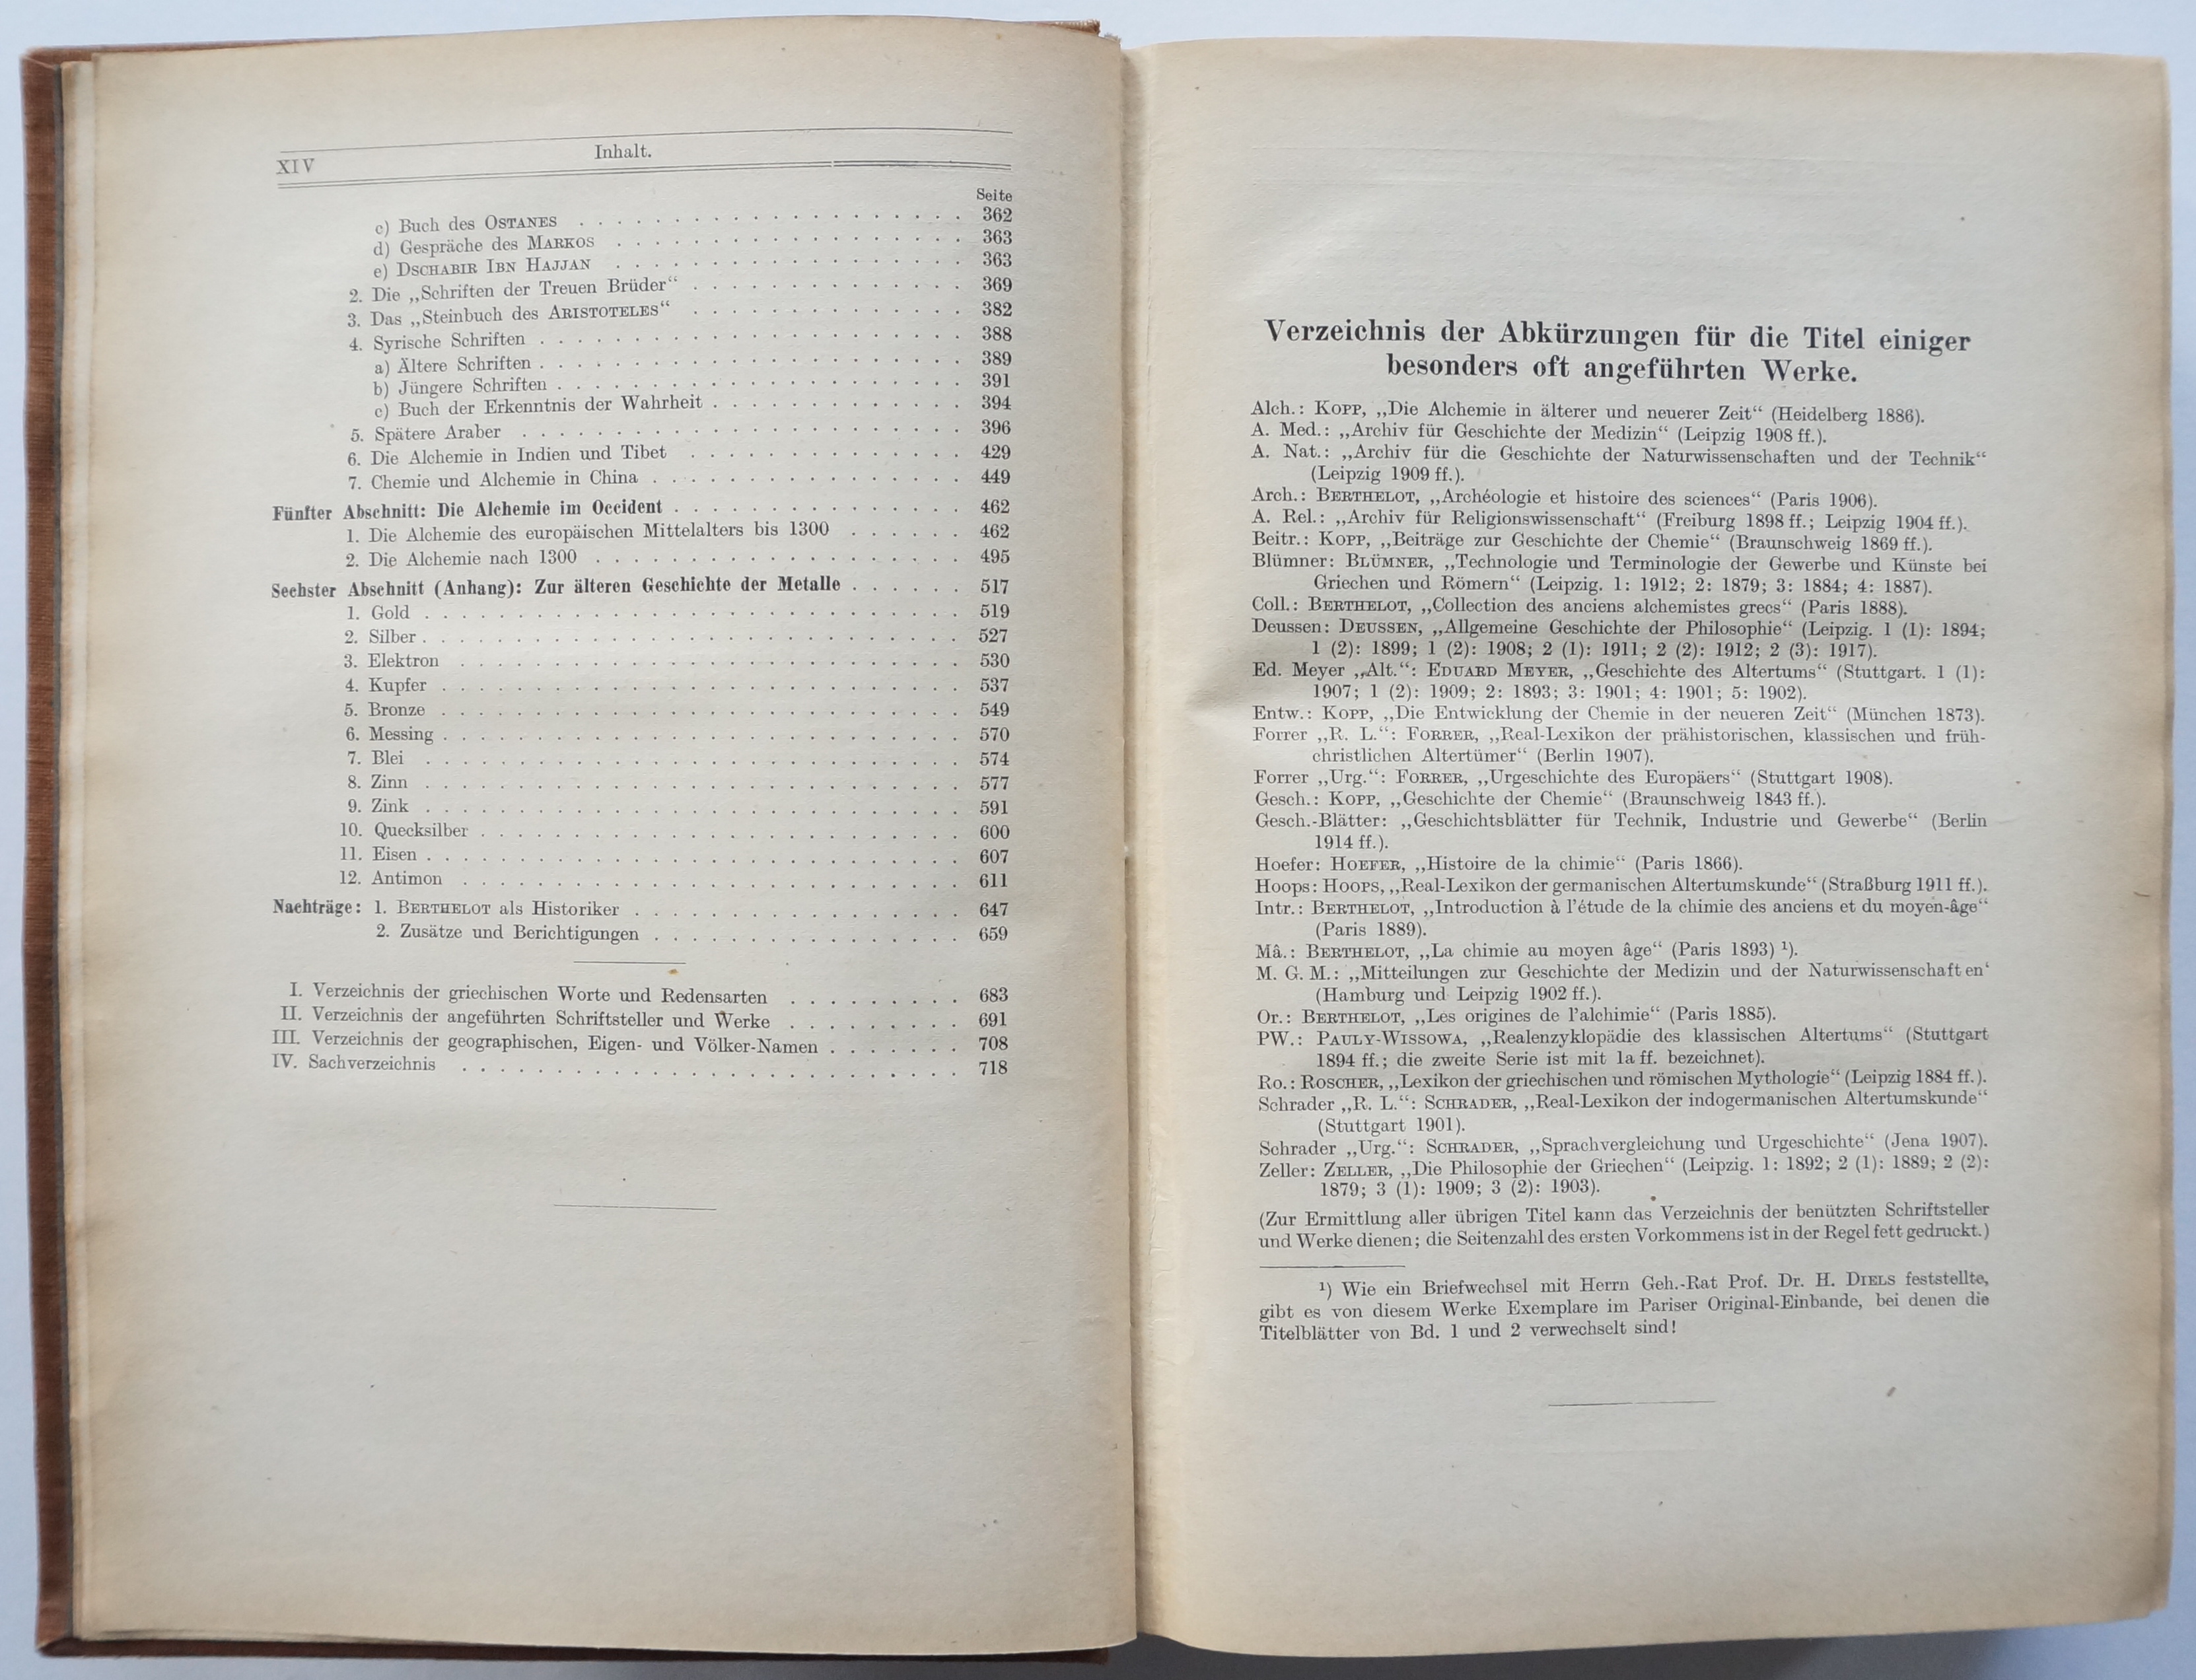 XIV
Inhalt.
Seite
c) Buch des OSTANES . . . . . . . . . . . . . . . . . . . . 362
d) Gespräche des MARKOS . . . . . . . . . . . . . . . . . . 363
e) DSCHABIR IBN HAJJAN . . . . . . . . . . . . . . . . . . 363
2. Die „Schriften der Treuen Brüder“ . . . . . . . . . . . . . . 369
3. Das „Steinbuch des ARISTOTELES“ . . . . . . . . . . . . . . 382
4. Syrische Schriften . . . . . . . . . . . . . . . . . . . . . . 388
a) Ältere Schriften . . . . . . . . . . . . . . . . . . . . . . 389
b) Jüngere Schriften . . . . . . . . . . . . . . . . . . . . . 391
c) Buch der Erkenntnis der Wahrheit . . . . . . . . . . . . . 394
5. Spätere Araber . . . . . . . . . . . . . . . . . . . . . . . 396
6. Die Alchemie in Indien und Tibet . . . . . . . . . . . . . . 429
7. Chemie und Alchemie in China . . . . . . . . . . . . . . . . 449
Fünfter Abschnitt: Die Alchemie im Occident . . . . . . . . . . . . . . . 462
1. Die Alchemie des europäischen Mittelalters bis 1300 . . . . . . 462
2. Die Alchemie nach 1300 . . . . . . . . . . . . . . . . . . . 495
Sechster Abschnitt (Anhang): Zur älteren Geschichte der Metalle . . . . . . 517
1. Gold . . . . . . . . . . . . . . . . . . . . . . . . . . . . 519
2. Silber . . . . . . . . . . . . . . . . . . . . . . . . . . . . 527
3. Elektron . . . . . . . . . . . . . . . . . . . . . . . . . . 530
4. Kupfer . . . . . . . . . . . . . . . . . . . . . . . . . . . 537
5. Bronze . . . . . . . . . . . . . . . . . . . . . . . . . . . 549
6. Messing . . . . . . . . . . . . . . . . . . . . . . . . . . . 570
7. Blei . . . . . . . . . . . . . . . . . . . . . . . . . . . . 574
8. Zinn . . . . . . . . . . . . . . . . . . . . . . . . . . . . 577
9. Zink . . . . . . . . . . . . . . . . . . . . . . . . . . . . 591
10. Quecksilber . . . . . . . . . . . . . . . . . . . . . . . . . 600
11. Eisen . . . . . . . . . . . . . . . . . . . . . . . . . . . . 607
12. Antimon . . . . . . . . . . . . . . . . . . . . . . . . . . 611
Nachträge: 1. BERTHELOT als Historiker . . . . . . . . . . . . . . . . . 647
2. Zusätze und Berichtigungen . . . . . . . . . . . . . . . . 659
I. Verzeichnis der griechischen Worte und Redensarten . . . . . . . . . 683
II. Verzeichnis der angeführten Schriftsteller und Werke . . . . . . . . . 691
III. Verzeichnis der geographischen, Eigen- und Völker-Namen . . . . . . . 708
IV. Sachverzeichnis . . . . . . . . . . . . . . . . . . . . . . . . . . 718
Verzeichnis der Abkürzungen für die Titel einiger
besonders oft angeführten Werke.
Alch.: KOPP, „Die Alchemie in älterer und neuerer Zeit“ (Heidelberg 1886).
A. Med.: „Archiv für Geschichte der Medizin“ (Leipzig 1908 ff.).
A. Nat.: „Archiv für die Geschichte der Naturwissenschaften und der Technik“
(Leipzig 1909 ff.).
Arch.: BERTHELOT, „Archéologie et histoire des sciences“ (Paris 1906).
A. Rel.: „Archiv für Religionswissenschaft“ (Freiburg 1898 ff.; Leipzig 1904 ff.).
Beitr.: KOPP, „Beiträge zur Geschichte der Chemie“ (Braunschweig 1869 ff.).
Blümner: BLÜMNER, „Technologie und Terminologie der Gewerbe und Künste bei
Griechen und Römern“ (Leipzig. 1: 1912; 2: 1879; 3: 1884; 4: 1887).
Coll.: BERTHELOT, „Collection des anciens alchemistes grecs“ (Paris 1888).
Deussen: DEUSSEN, „Allgemeine Geschichte der Philosophie“ (Leipzig. 1 (1): 1894;
1 (2): 1899; 1 (2): 1908; 2 (1): 1911; 2 (2): 1912; 2 (3): 1917).
Ed. Meyer „Alt.“: EDUARD MEYER, „Geschichte des Altertums“ (Stuttgart. 1 (1):
1907; 1 (2): 1909; 2: 1893; 3: 1901; 4: 1901; 5: 1902).
Entw.: KOPP, „Die Entwicklung der Chemie in der neueren Zeit“ (München 1873).
Forrer „R. L.“: FORRER, „Real-Lexikon der prähistorischen, klassischen und früh-
christlichen Altertümer“ (Berlin 1907).
Forrer „Urg.“: FORRER, „Urgeschichte des Europäers“ (Stuttgart 1908).
Gesch.: KOPP, „Geschichte der Chemie“ (Braunschweig 1843 ff.).
Gesch.-Blätter: „Geschichtsblätter für Technik, Industrie und Gewerbe“ (Berlin
1914 ff.).
Hoefer: HOEFER, „Histoire de la chimie“ (Paris 1866).
Hoops: HOOPS, „Real-Lexikon der germanischen Altertumskunde“ (Straßburg 1911 ff.).
Intr.: BERTHELOT, „Introduction à l'étude de la chimie des anciens et du moyen-âge“
(Paris 1889).
Mâ.: BERTHELOT, „La chimie au moyen âge“ (Paris 1893) ¹).
M. G. M.: „Mitteilungen zur Geschichte der Medizin und der Naturwissenschaften‘
(Hamburg und Leipzig 1902 ff.).
Or.: BERTHELOT, „Les origines de l'alchimie“ (Paris 1885).
PW.: PAULY-WISSOWA, „Realenzyklopädie des klassischen Altertums“ (Stuttgart
1894 ff.; die zweite Serie ist mit 1a ff. bezeichnet).
Ro.: ROSCHER, „Lexikon der griechischen und römischen Mythologie“ (Leipzig 1884 ff.).
Schrader „R. L.“: SCHRADER, „Real-Lexikon der indogermanischen Altertumskunde“
(Stuttgart 1901).
Schrader „Urg.“: SCHRADER, „Sprachvergleichung und Urgeschichte“ (Jena 1907).
Zeller: ZELLER, „Die Philosophie der Griechen“ (Leipzig. 1: 1892; 2 (1): 1889; 2 (2):
1879; 3 (1): 1909; 3 (2): 1903).
(Zur Ermittlung aller übrigen Titel kann das Verzeichnis der benützten Schriftsteller
und Werke dienen; die Seitenzahl des ersten Vorkommens ist in der Regel fett gedruckt.)
¹) Wie ein Briefwechsel mit Herrn Geh.-Rat Prof. Dr. H. DIELS feststellte,
gibt es von diesem Werke Exemplare im Pariser Original-Einbande, bei denen die
Titelblätter von Bd. 1 und 2 verwechselt sind!